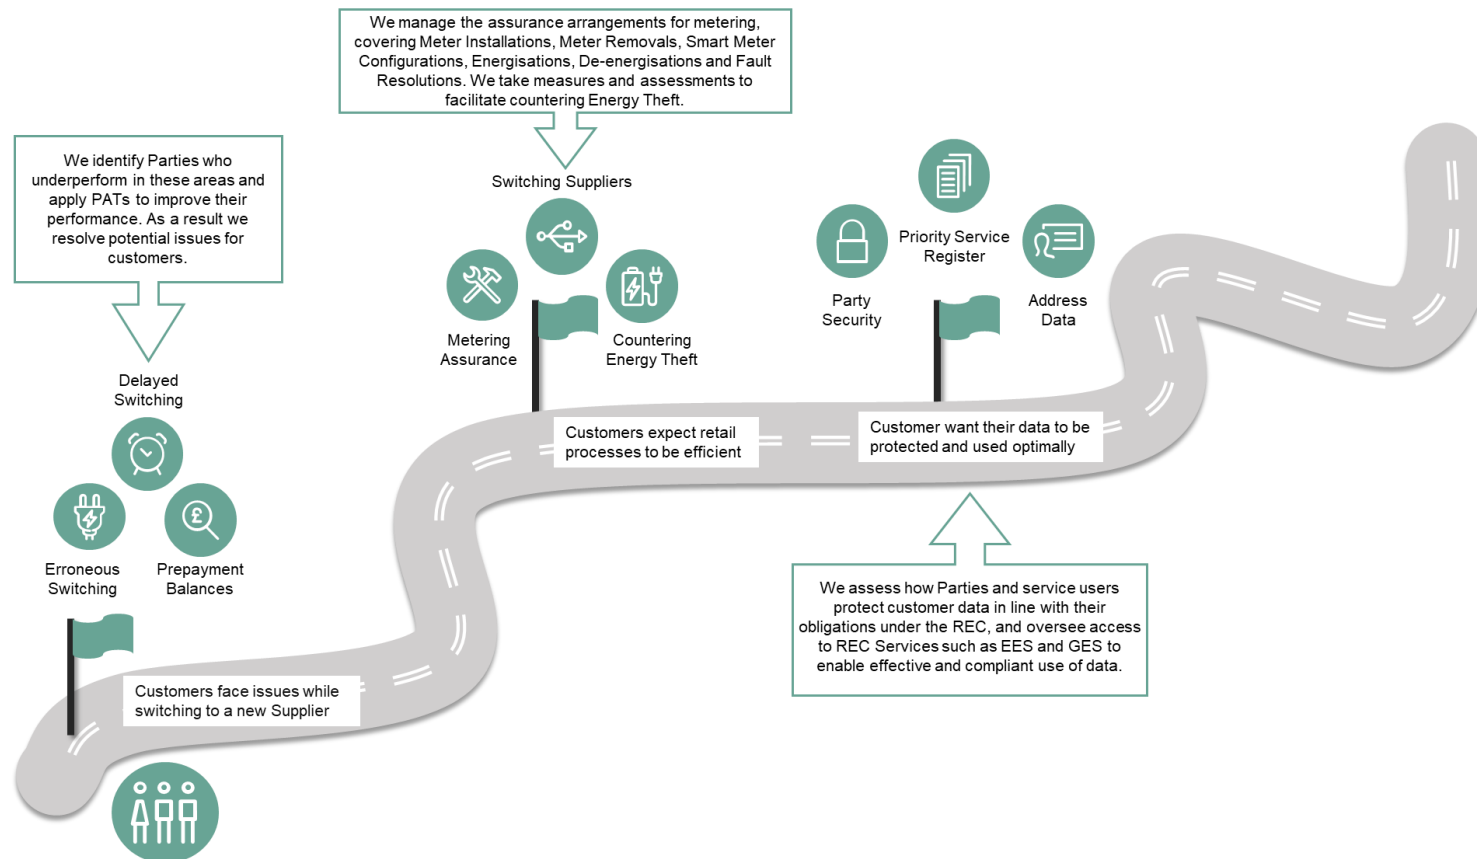 We manage the assurance arrangements for metering,
covering Meter Installations, Meter Removals, Smart Meter
Configurations, Energisations, De-energisations and Fault
Resolutions. We take measures and assessments to
facilitate countering Energy Theft.
We identify Parties who
underperform in these areas and
apply PATs to improve their
performance. As a result we
resolve potential issues for
customers.
Switching Suppliers
Metering
Assurance
Countering
Energy Theft
Priority Service
Register
Party
Security
Address
Data
Delayed
Switching
£
Erroneous
Switching
Prepayment
Balances
Customers expect retail
processes to be efficient
Customer want their data to be
protected and used optimally
We assess how Parties and service users
protect customer data in line with their
obligations under the REC, and oversee access
to REC Services such as EES and GES to
enable effective and compliant use of data.
Customers face issues while
switching to a new Supplier